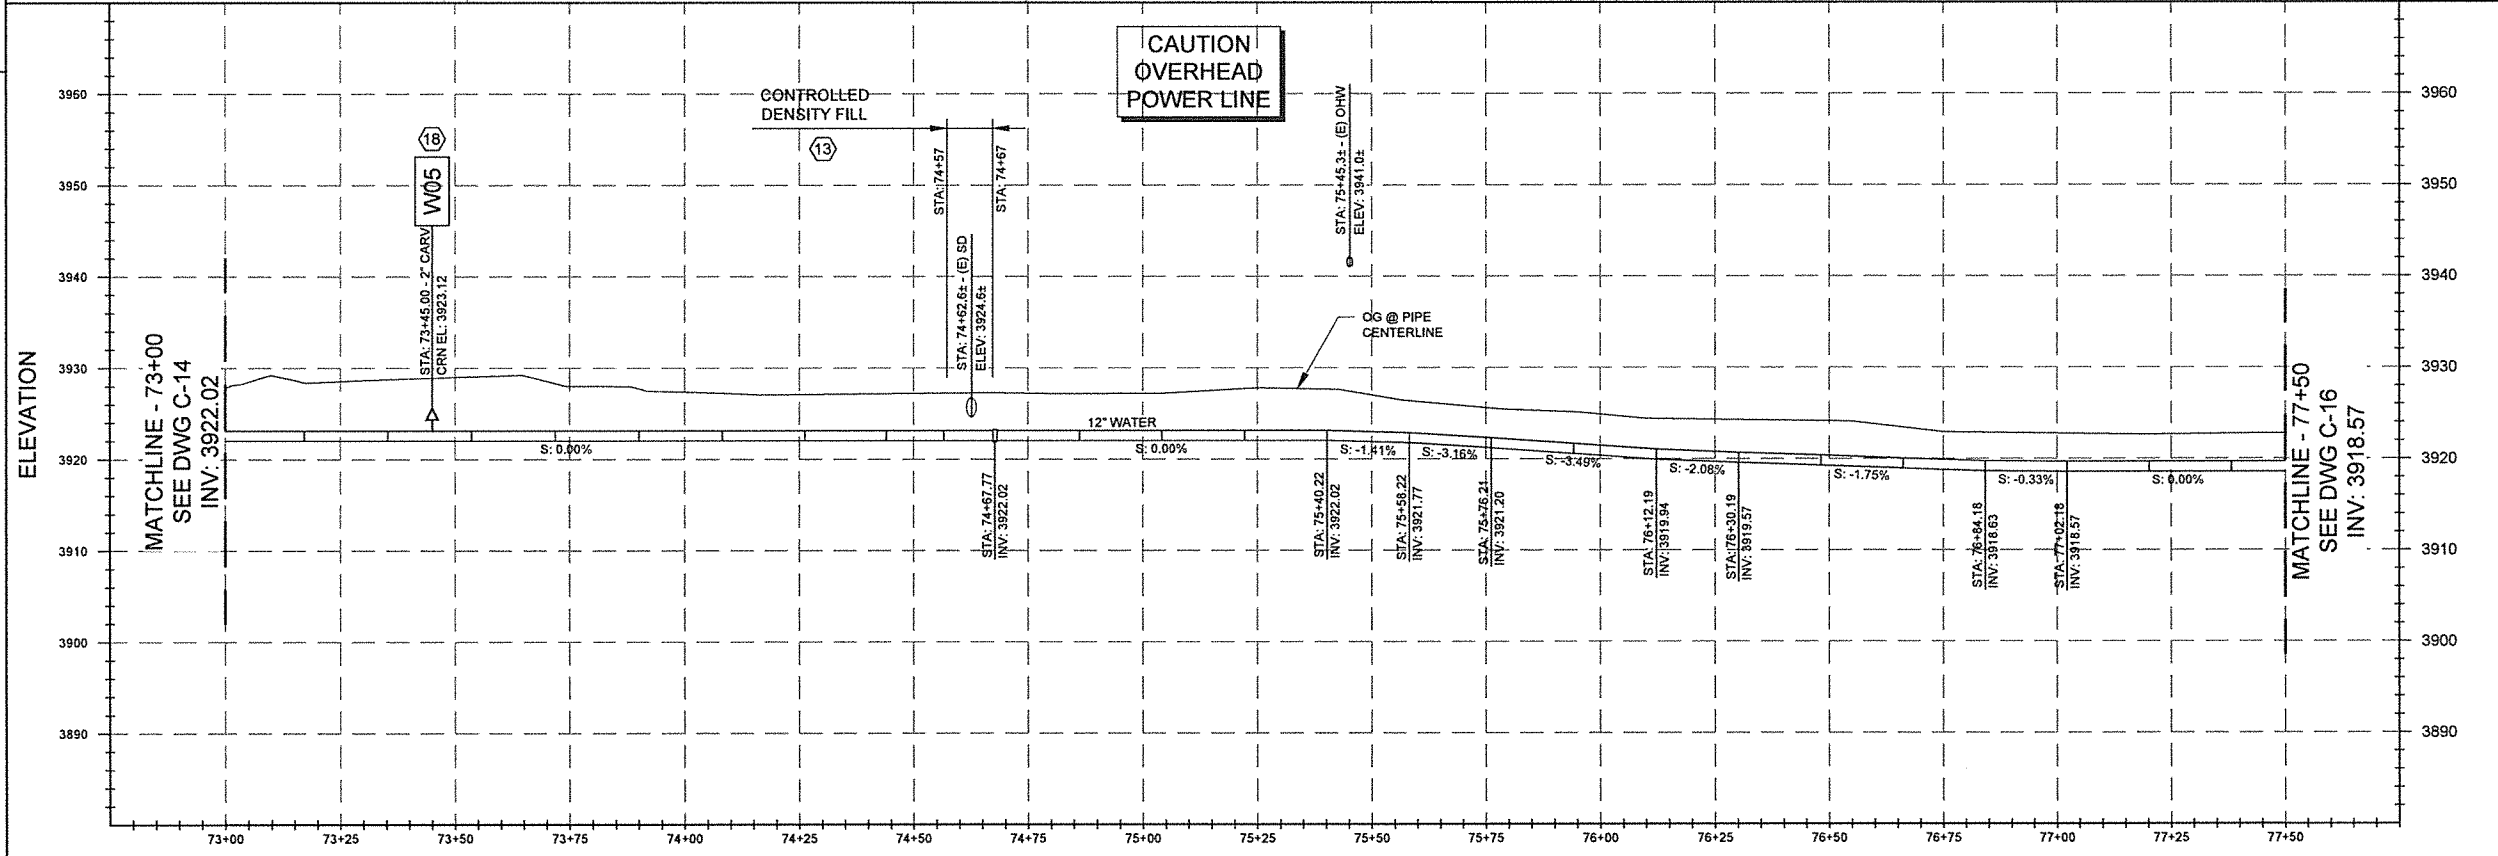 CAUTION
OVERHEAD
POWER LINE
CONTROLLED
DENSITY FILL
13
18
W05
STA: 73+45.00 - 2" CARV
CRN EL: 3923.12
STA: 74+57
STA: 74+67
STA: 74+62.6± - (E) SD
ELEV: 3924.6±
STA: 75+45.3± - (E) OHW
ELEV: 3941.0±
OG @ PIPE
CENTERLINE
ELEVATION
3960
3950
3940
3930
3920
3910
3900
3890
MATCHLINE - 73+00
SEE DWG C-14
INV: 3922.02
12" WATER
S: 0.00%
S: 0.00%
S: -1.41%
S: -3.16%
S: -3.49%
S: -2.08%
S: -1.75%
S: -0.33%
S: 0.00%
STA: 74+67.77
INV: 3922.02
STA: 75+40.22
INV: 3922.02
STA: 75+58.22
INV: 3921.77
STA: 75+76.21
INV: 3921.20
STA: 76+12.19
INV: 3919.94
STA: 76+30.19
INV: 3919.57
STA: 76+84.18
INV: 3918.63
STA: 77+02.18
INV: 3918.57
MATCHLINE - 77+50
SEE DWG C-16
INV: 3918.57
3960
3950
3940
3930
3920
3910
3900
3890
73+00 73+25 73+50 73+75 74+00 74+25 74+50 74+75 75+00 75+25 75+50 75+75 76+00 76+25 76+50 76+75 77+00 77+25 77+50